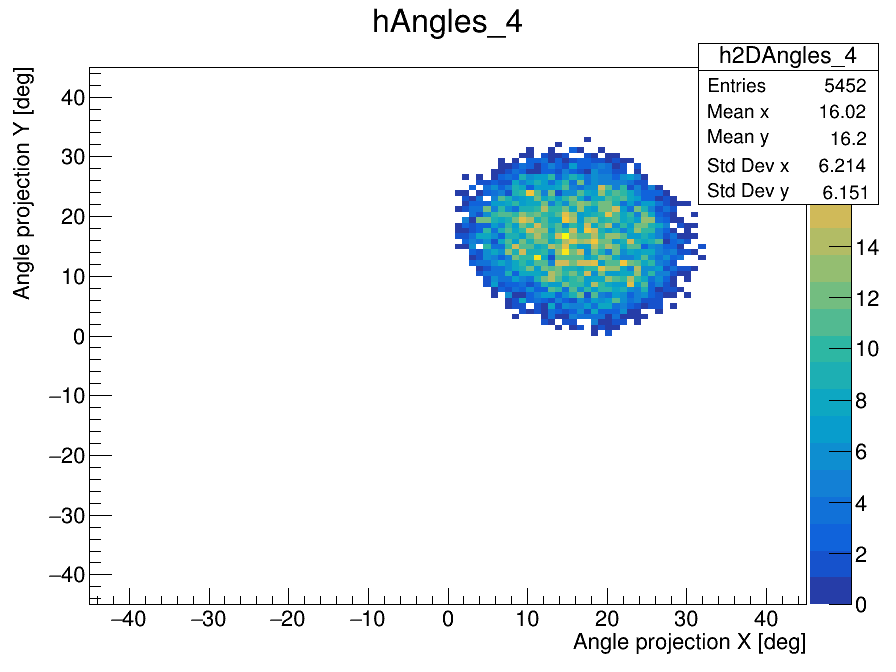 hAngles_4
h2DAngles_4
Entries 5452
Mean x 16.02
Mean y 16.2
Std Dev x 6.214
Std Dev y 6.151
Angle projection Y [deg]
40
30
20
10
0
−10
−20
−30
−40
−40 −30 −20 −10 0 10 20 30 40
Angle projection X [deg]
14
12
10
8
6
4
2
0